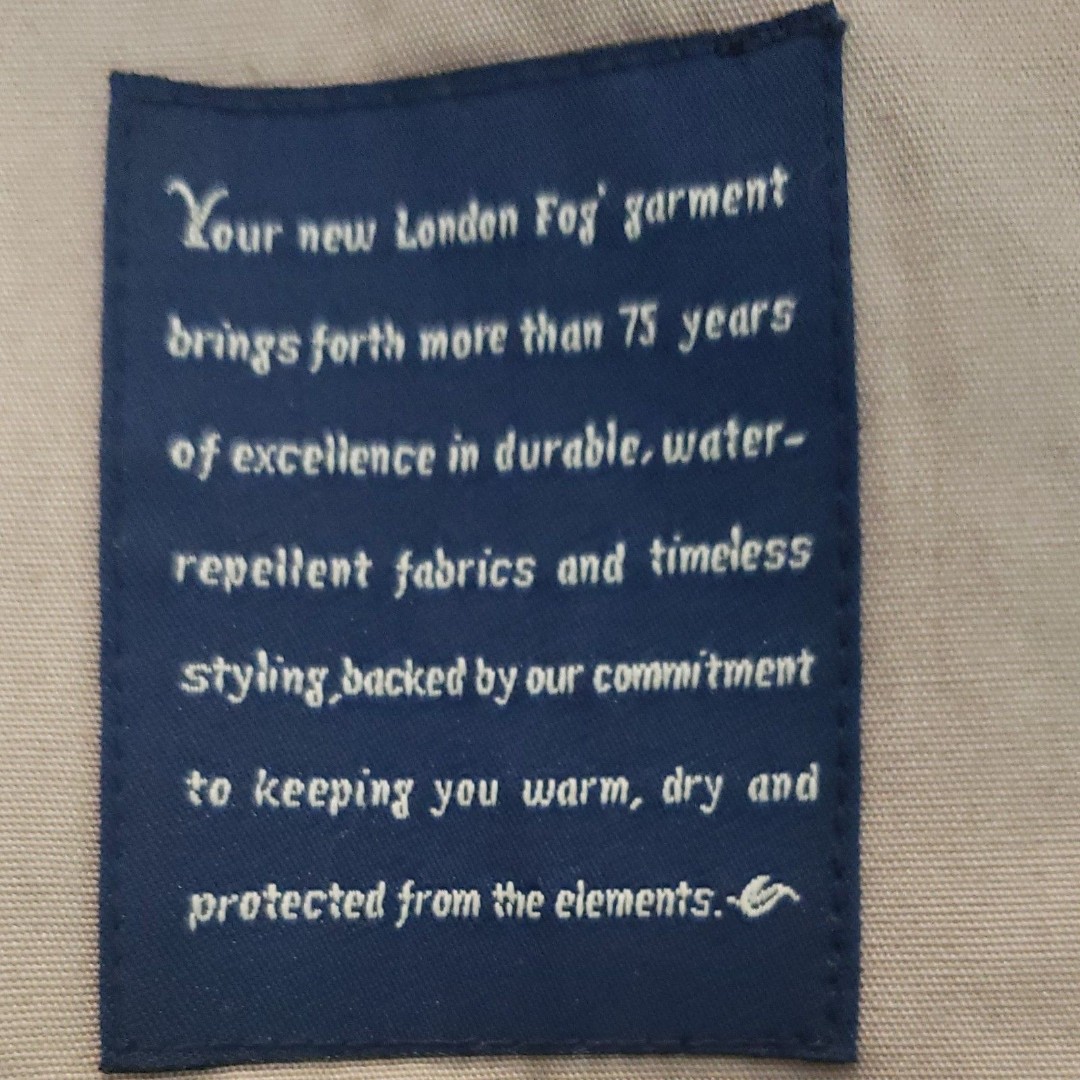 Your new London Fog' garment
brings forth more than 75 years
of excellence in durable, water-
repellent fabrics and timeless
styling, backed by our commitment
to keeping you warm, dry and
protected from the elements.